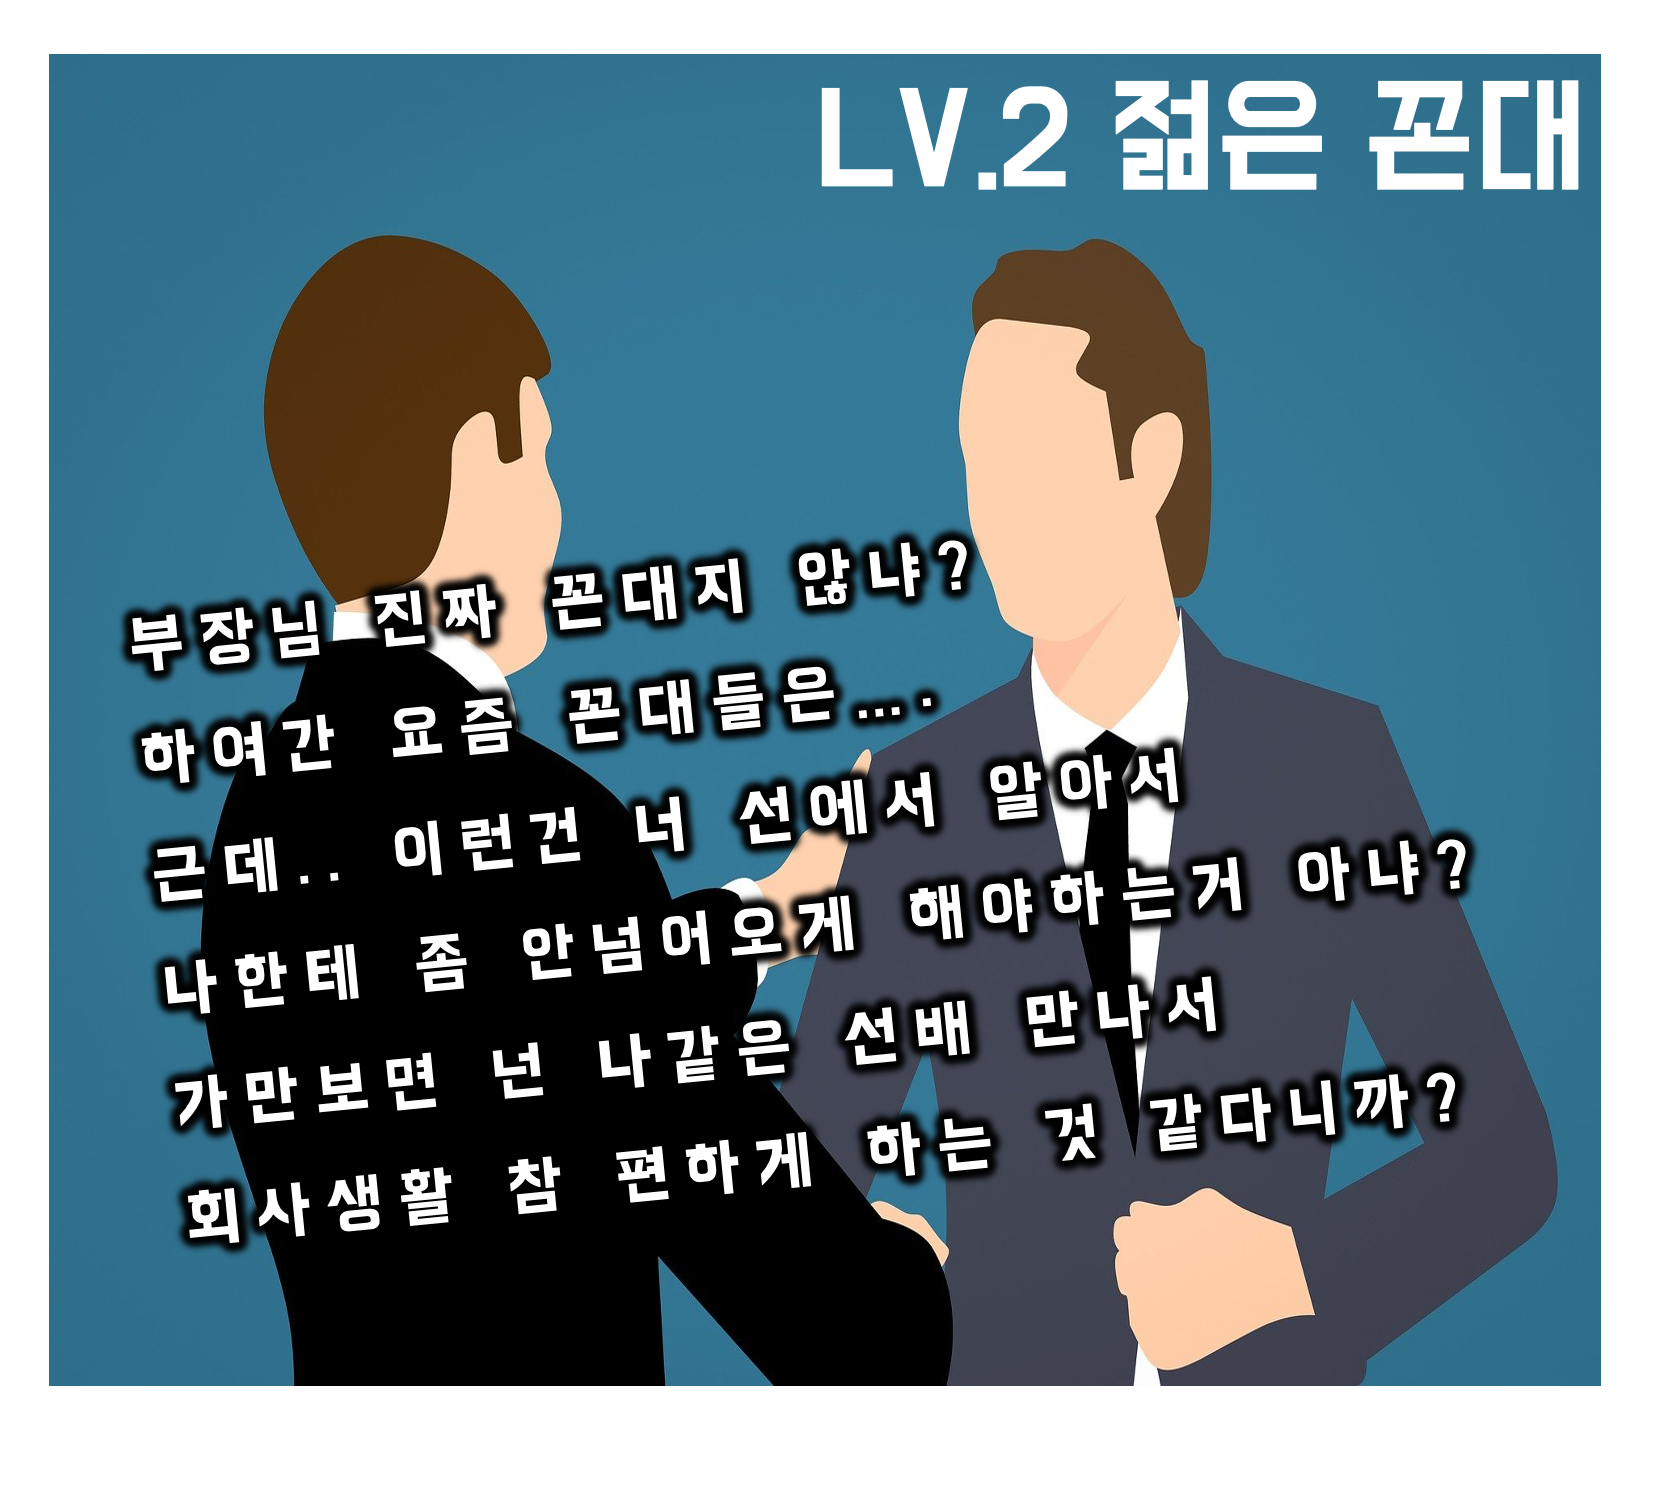 LV.2 젊은 꼰대
부장님 진짜 꼰대지 않냐?
하여간 요즘 꼰대들은....
근데.. 이런건 너 선에서 알아서
나한테 좀 안넘어오게 해야하는거 아냐?
가만보면 넌 나같은 선배 만나서
회사생활 참 편하게 하는 것 같다니까?